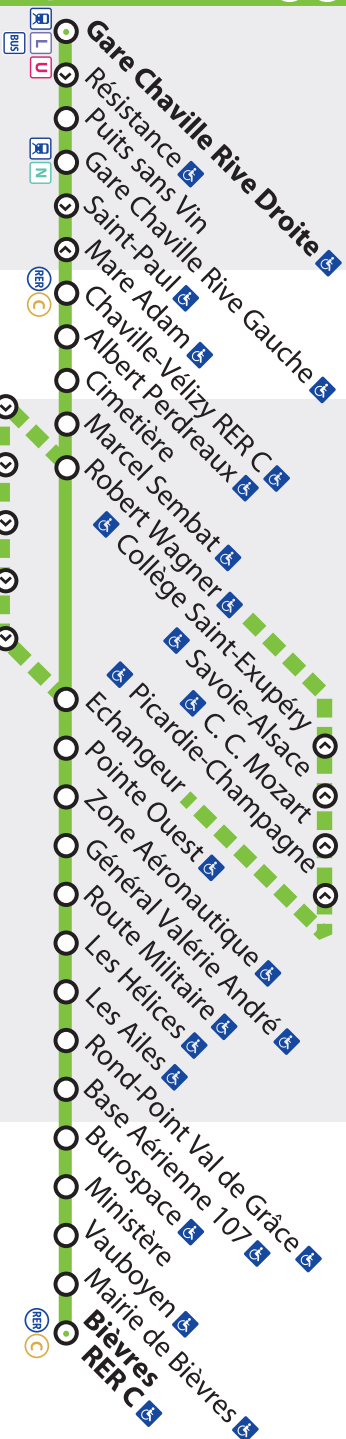 BUS
L
U
N
RER
C
Gare Chaville Rive Droite
Résistance
Puits sans Vin
Gare Chaville Rive Gauche
Saint-Paul
Mare Adam
Chaville-Vélizy RER C
Albert Perdreaux
Cimetière
Marcel Sembat
Robert Wagner
Collège Saint-Exupéry
Savoie-Alsace
C. C. Mozart
Picardie-Champagne
Echangeur
Pointe Ouest
Zone Aéronautique
Général Valérie André
Route Militaire
Les Hélices
Les Ailes
Rond-Point Val de Grâce
Base Aérienne 107
Burospace
Ministère
Vauboyen
Mairie de Bièvres
Bièvres
RER C
RER
C